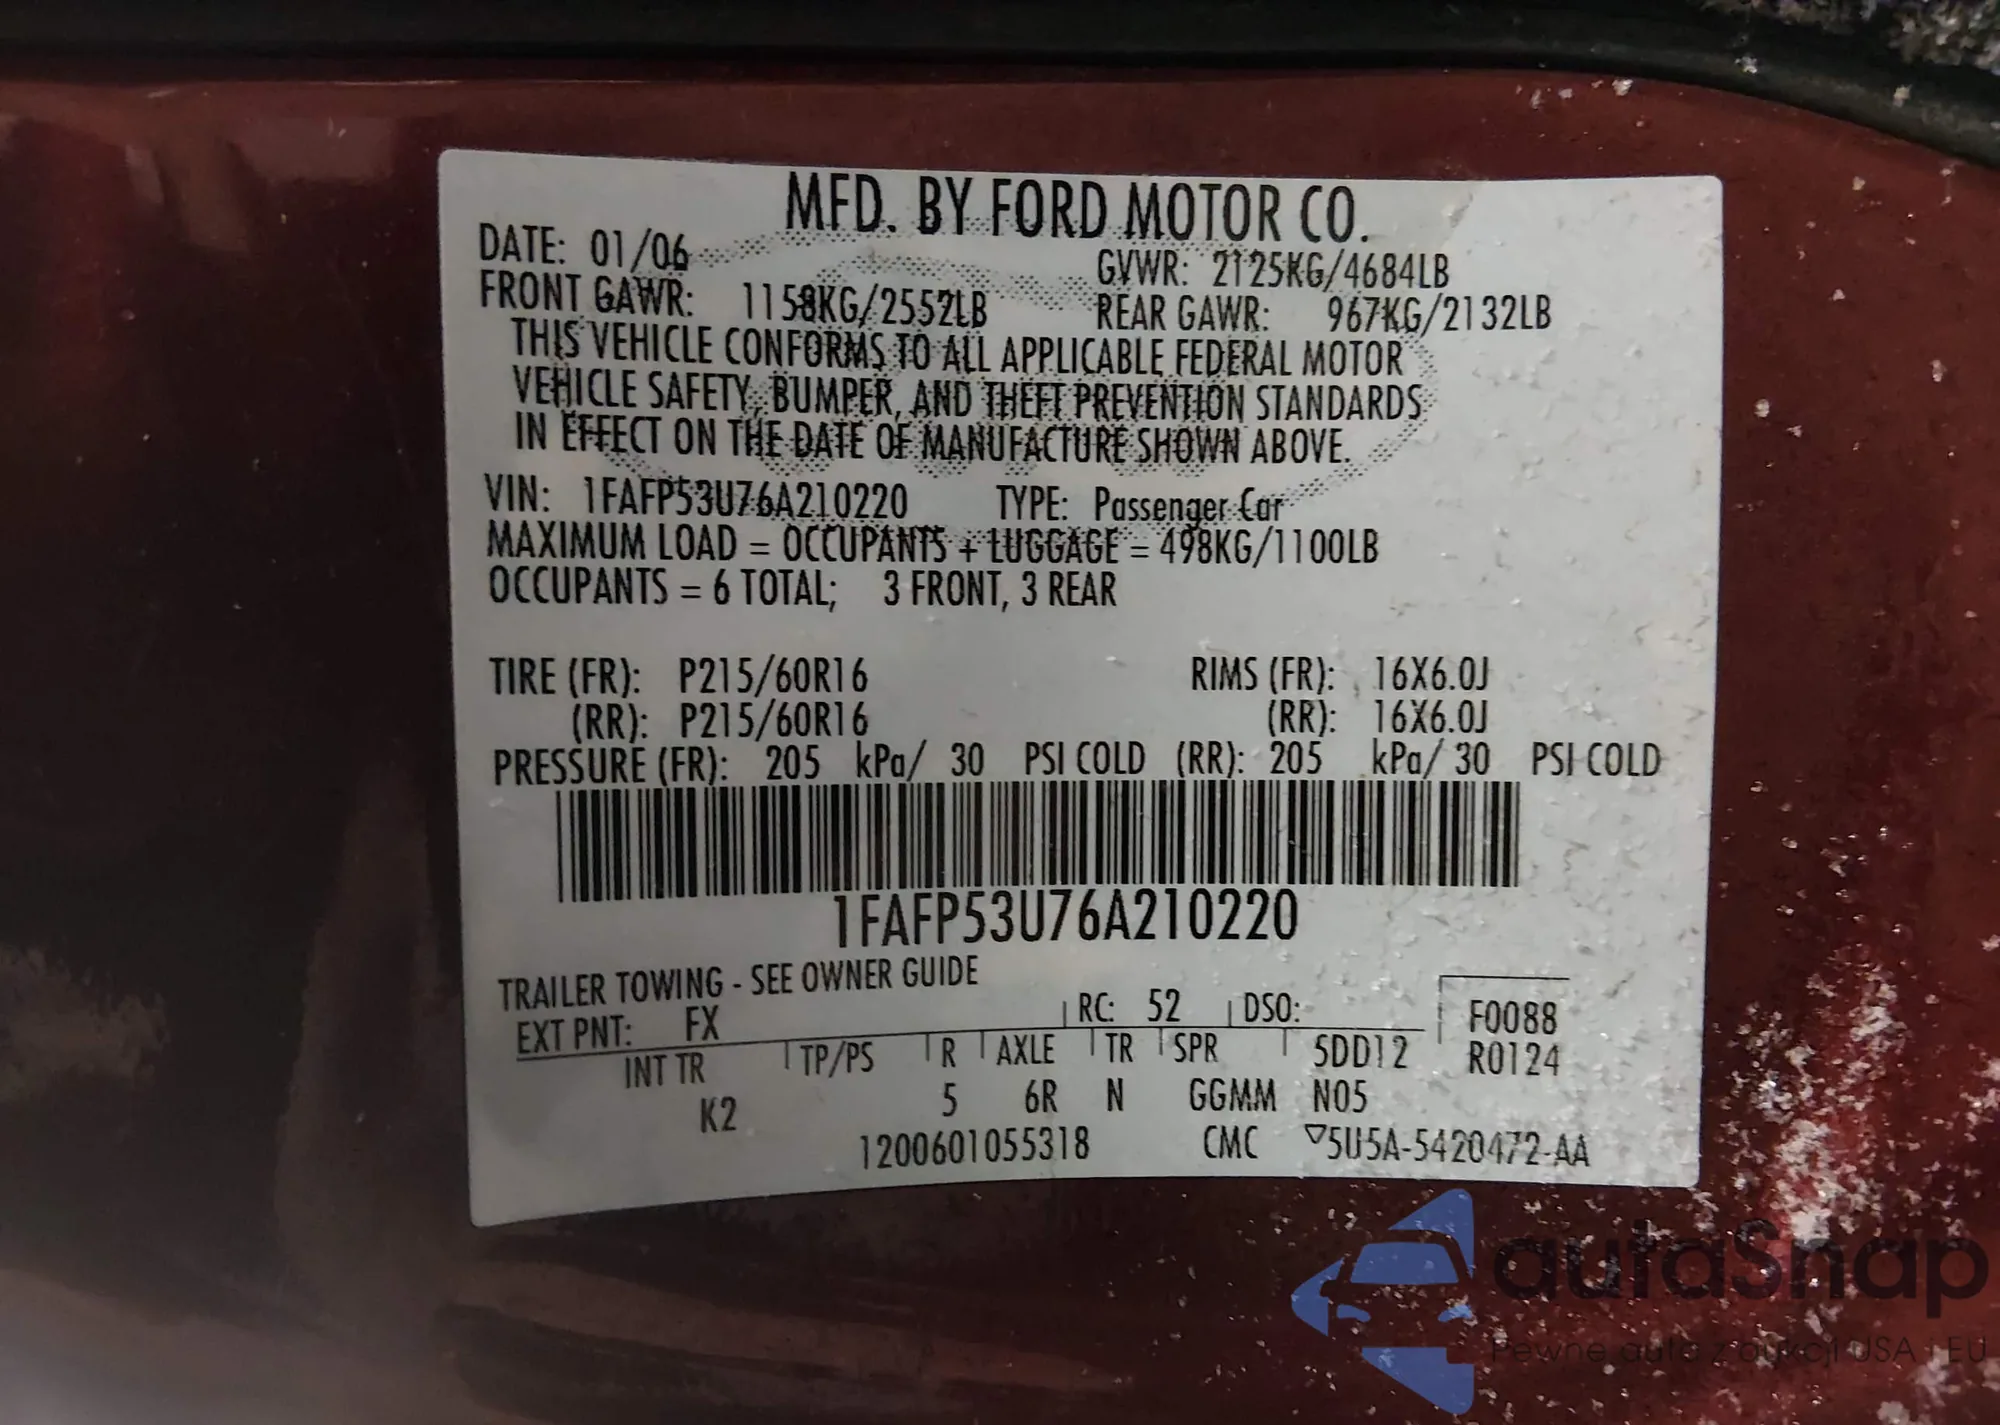 MFD. BY FORD MOTOR CO.
DATE: 01/06
GVWR: 2125KG/4684LB
FRONT GAWR: 1158KG/2552LB REAR GAWR: 967KG/2132LB
THIS VEHICLE CONFORMS TO ALL APPLICABLE FEDERAL MOTOR
VEHICLE SAFETY, BUMPER, AND THEFT PREVENTION STANDARDS
IN EFFECT ON THE DATE OF MANUFACTURE SHOWN ABOVE.
VIN: 1FAFP53U76A210220 TYPE: Passenger Car
MAXIMUM LOAD = OCCUPANTS + LUGGAGE = 498KG/1100LB
OCCUPANTS = 6 TOTAL; 3 FRONT, 3 REAR
TIRE (FR): P215/60R16 RIMS (FR): 16X6.0J
(RR): P215/60R16 (RR): 16X6.0J
PRESSURE (FR): 205 kPa/ 30 PSI COLD (RR): 205 kPa/ 30 PSI COLD
1FAFP53U76A210220
TRAILER TOWING - SEE OWNER GUIDE
EXT PNT: FX RC: 52 DSO: F0088
INT TR TP/PS R AXLE TR SPR 5DD12 R0124
K2 5 6R N GGMM N05
1200601055318 CMC ▽5U5A-5420472-AA
autaSnap
Pewne auta z aukcji USA i EU